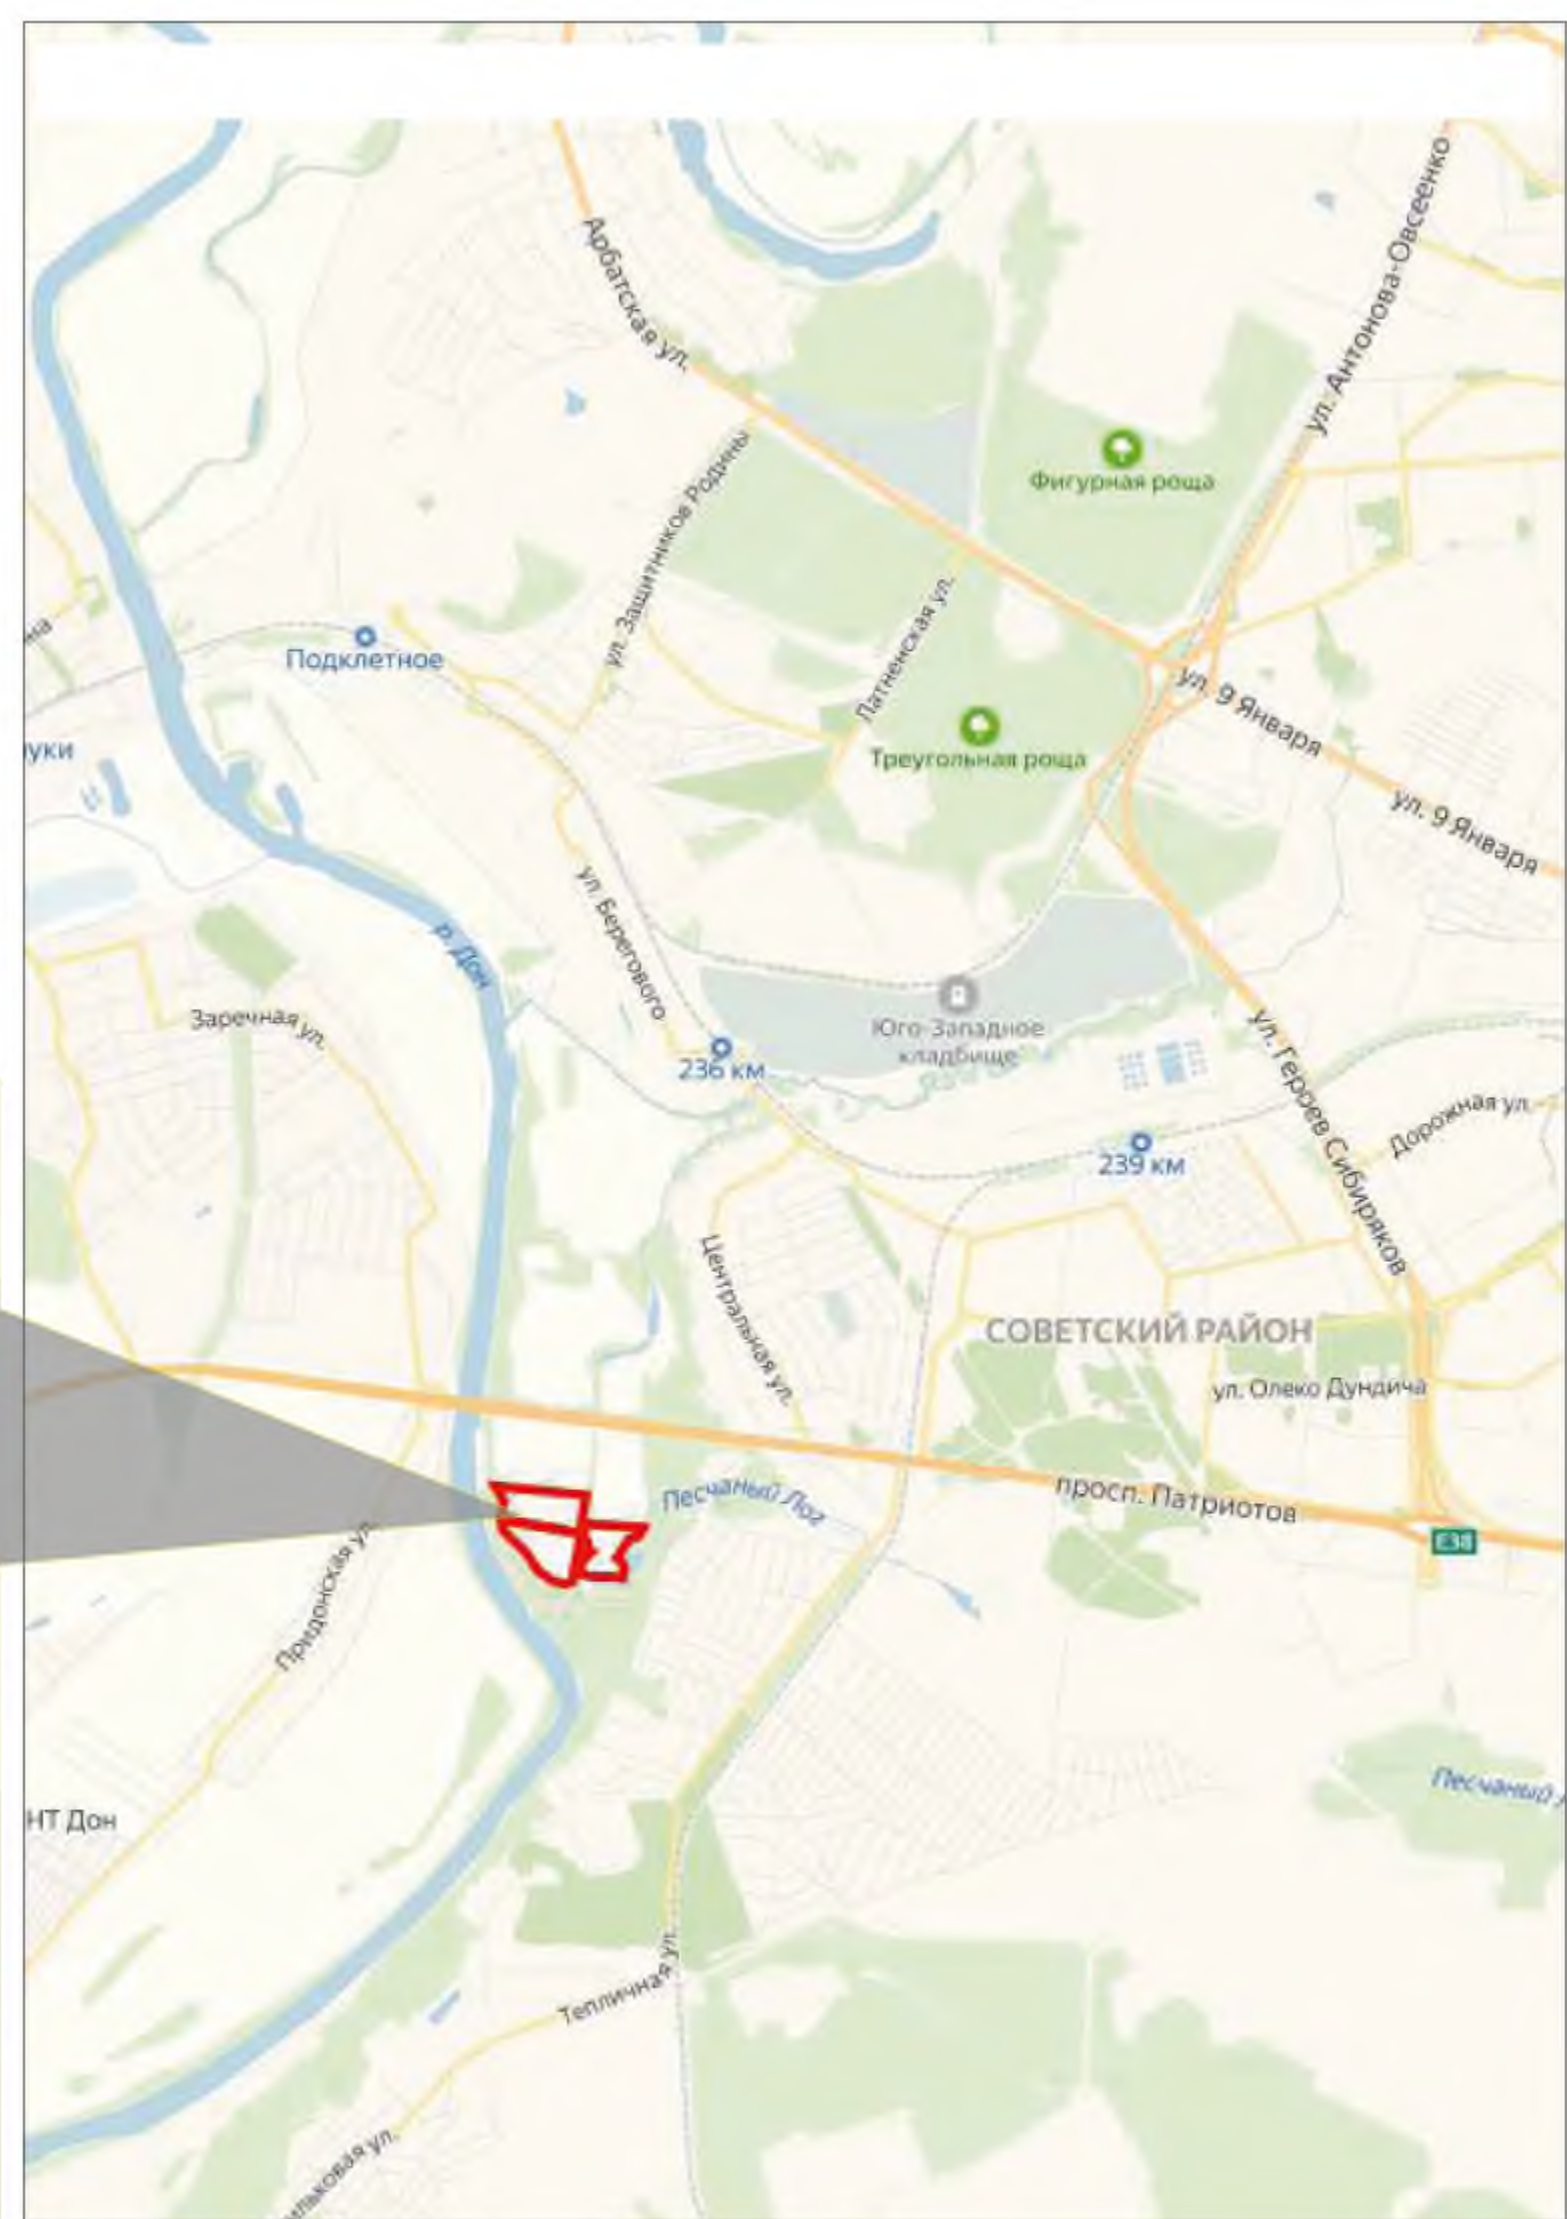 ул. Антонова-Овсеенко
Арбатская ул.
Фигурная роща
ул. Защитников Родины
Латненская ул.
Подклетное
ул. 9 Января
Треугольная роща
ул. 9 Января
ул. Берегового
р. Дон
Юго-Западное
кладбище
Заречная ул.
236 км
ул. Героев Сибиряков
Дорожная ул.
239 км
Центральная ул.
СОВЕТСКИЙ РАЙОН
ул. Олеко Дундича
Песчаный Лог
просп. Патриотов
E38
Придонская ул.
Песчаный
НТ Дон
Тепличная ул.